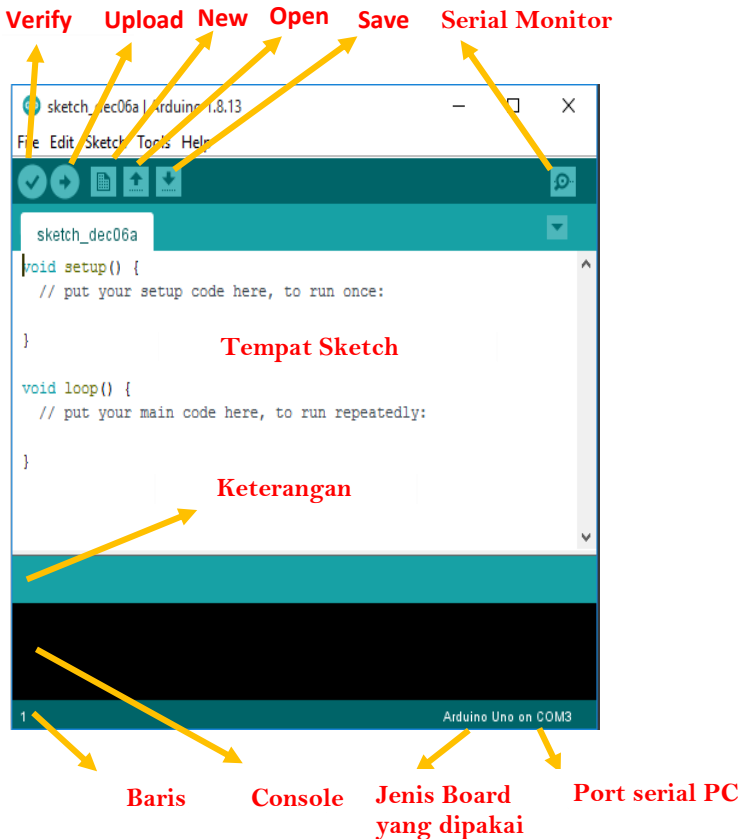 Verify Upload New Open Save Serial Monitor
sketch_dec06a | Arduino 1.8.13
File Edit Sketch Tools Help
sketch_dec06a
void setup() {
// put your setup code here, to run once:
}
Tempat Sketch
void loop() {
// put your main code here, to run repeatedly:
}
Keterangan
1 Arduino Uno on COM3
Baris Console Jenis Board Port serial PC
yang dipakai